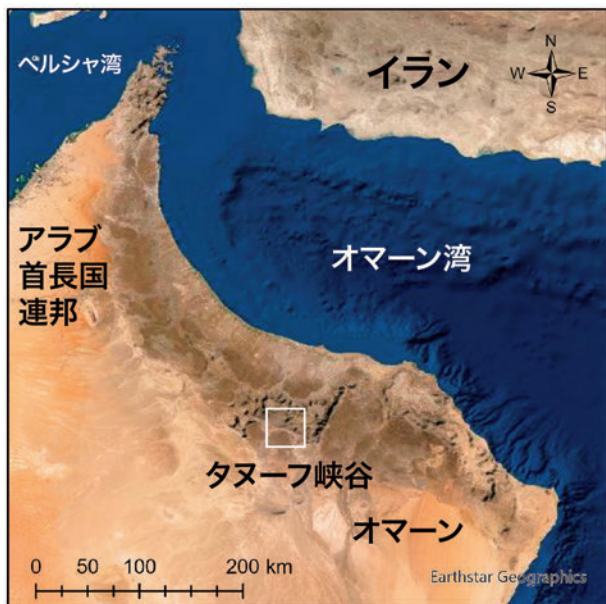 ペルシャ湾
イラン
N
W E
S
アラブ
首長国
連邦
オマーン湾
タヌーフ峡谷
オマーン
0 50 100 200 km
Earthstar Geographics